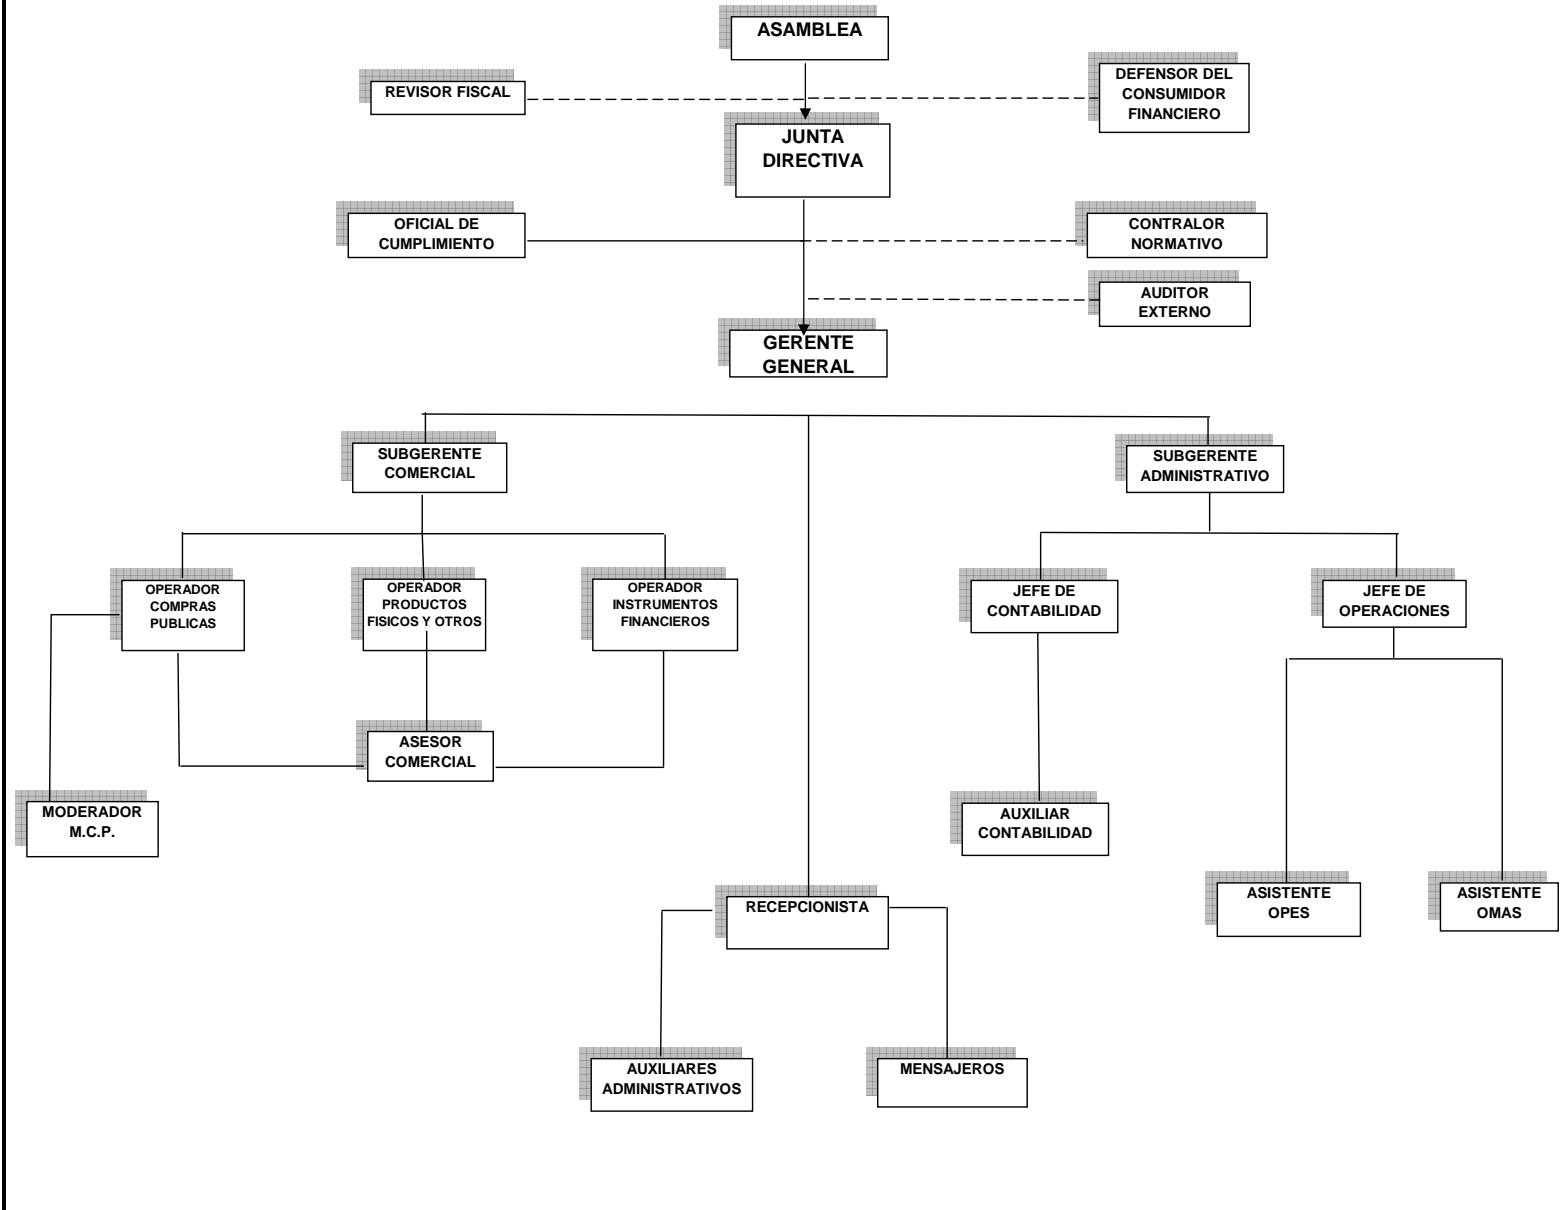 ASAMBLEA
REVISOR FISCAL
DEFENSOR DEL
CONSUMIDOR
FINANCIERO
JUNTA
DIRECTIVA
OFICIAL DE
CUMPLIMIENTO
CONTRALOR
NORMATIVO
AUDITOR
EXTERNO
GERENTE
GENERAL
SUBGERENTE
COMERCIAL
SUBGERENTE
ADMINISTRATIVO
OPERADOR
COMPRAS
PUBLICAS
OPERADOR
PRODUCTOS
FISICOS Y OTROS
OPERADOR
INSTRUMENTOS
FINANCIEROS
JEFE DE
CONTABILIDAD
JEFE DE
OPERACIONES
ASESOR
COMERCIAL
MODERADOR
M.C.P.
AUXILIAR
CONTABILIDAD
RECEPCIONISTA
ASISTENTE
OPES
ASISTENTE
OMAS
AUXILIARES
ADMINISTRATIVOS
MENSAJEROS